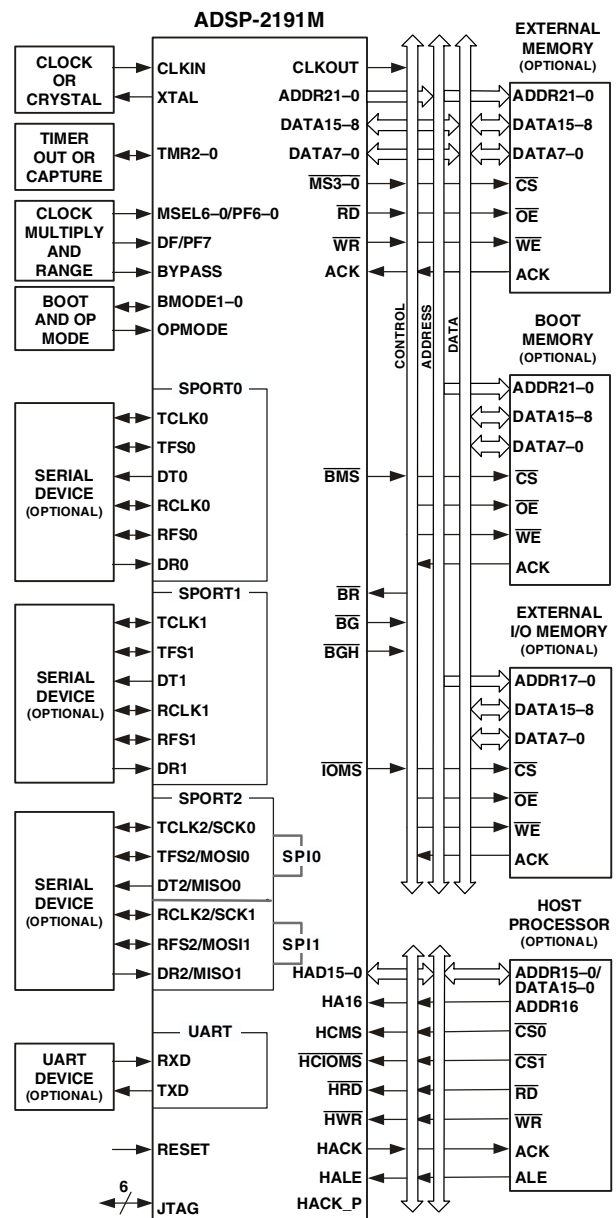 ADSP-2191M
CLOCK
OR
CRYSTAL
CLKIN
XTAL
TIMER
OUT OR
CAPTURE
TMR2–0
CLOCK
MULTIPLY
AND
RANGE
MSEL6–0/PF6–0
DF/PF7
BYPASS
BOOT
AND OP
MODE
BMODE1–0
OPMODE
SPORT0
SERIAL
DEVICE
(OPTIONAL)
TCLK0
TFS0
DT0
RCLK0
RFS0
DR0
SPORT1
SERIAL
DEVICE
(OPTIONAL)
TCLK1
TFS1
DT1
RCLK1
RFS1
DR1
SPORT2
SERIAL
DEVICE
(OPTIONAL)
TCLK2/SCK0
TFS2/MOSI0
DT2/MISO0
SPI0
RCLK2/SCK1
RFS2/MOSI1
DR2/MISO1
SPI1
UART
UART
DEVICE
(OPTIONAL)
RXD
TXD
RESET
6
JTAG
CLKOUT
ADDR21–0
DATA15–8
DATA7–0
MS3–0
RD
WR
ACK
BMS
BR
BG
BGH
IOMS
HAD15–0
HA16
HCMS
HCIOMS
HRD
HWR
HACK
HALE
HACK_P
CONTROL
ADDRESS
DATA
EXTERNAL
MEMORY
(OPTIONAL)
ADDR21–0
DATA15–8
DATA7–0
CS
OE
WE
ACK
BOOT
MEMORY
(OPTIONAL)
ADDR21–0
DATA15–8
DATA7–0
CS
OE
WE
ACK
EXTERNAL
I/O MEMORY
(OPTIONAL)
ADDR17–0
DATA15–8
DATA7–0
CS
OE
WE
ACK
HOST
PROCESSOR
(OPTIONAL)
ADDR15–0/
DATA15–0
ADDR16
CS0
CS1
RD
WR
ACK
ALE